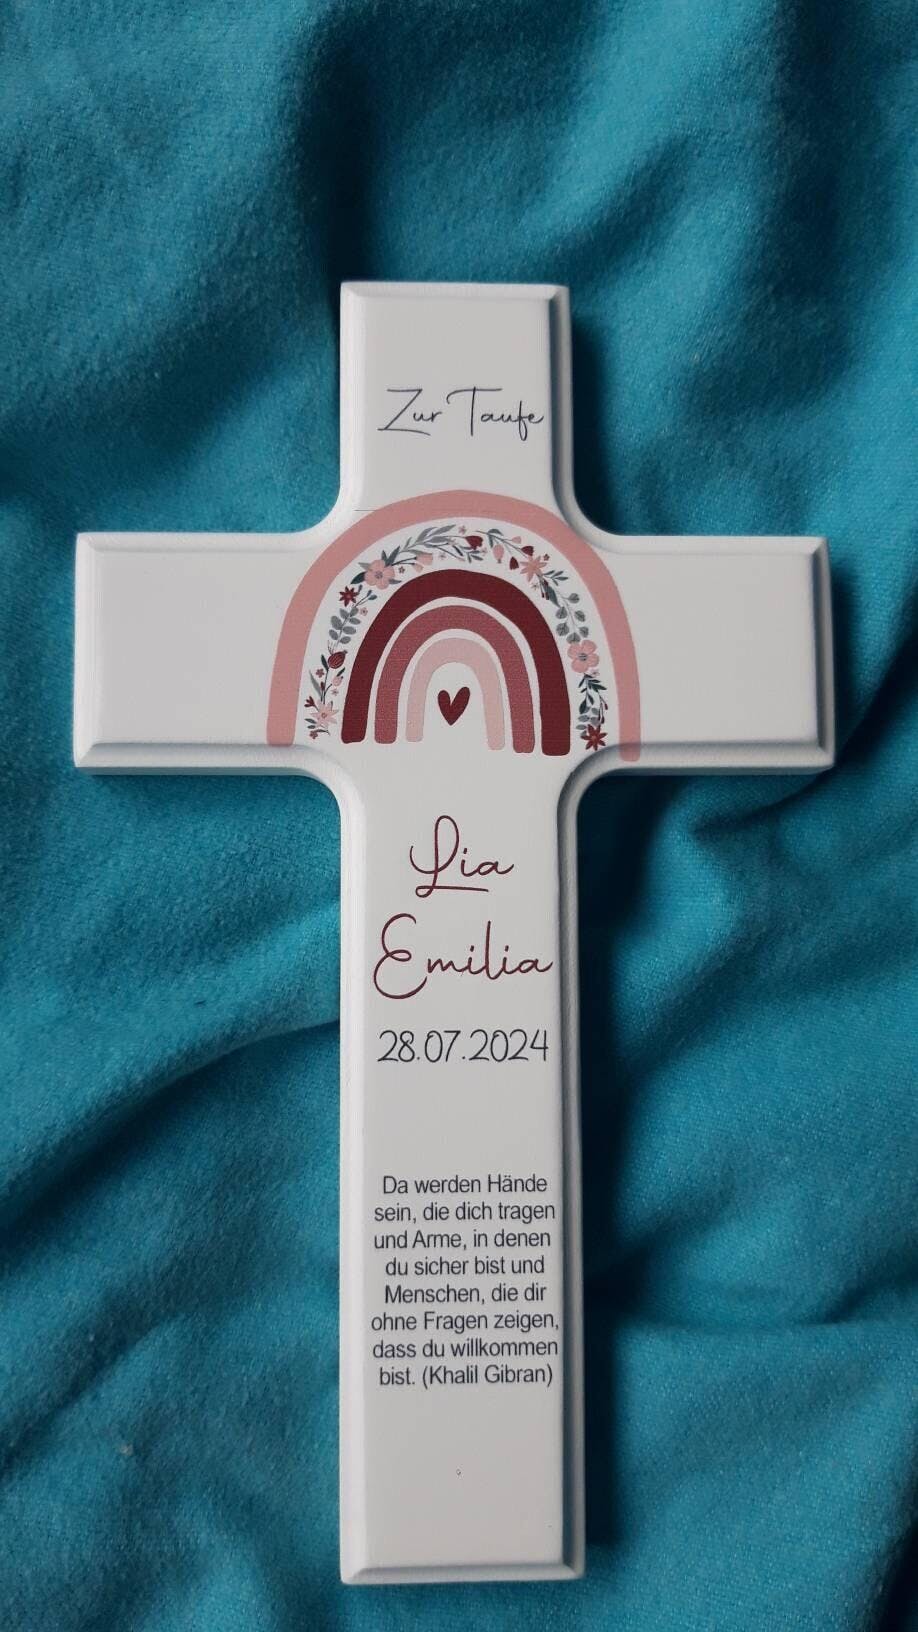 Zur Taufe
Lia
Emilia
28.07.2024
Da werden Hände
sein, die dich tragen
und Arme, in denen
du sicher bist und
Menschen, die dir
ohne Fragen zeigen,
dass du willkommen
bist. (Khalil Gibran)